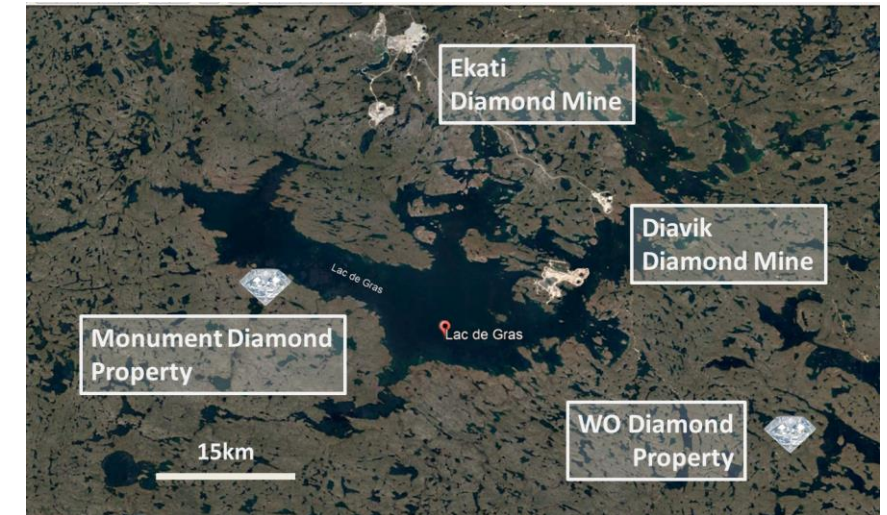 Ekati
Diamond Mine
Diavik
Diamond Mine
Lac de Gras
Lac de Gras
Monument Diamond
Property
WO Diamond
Property
15km